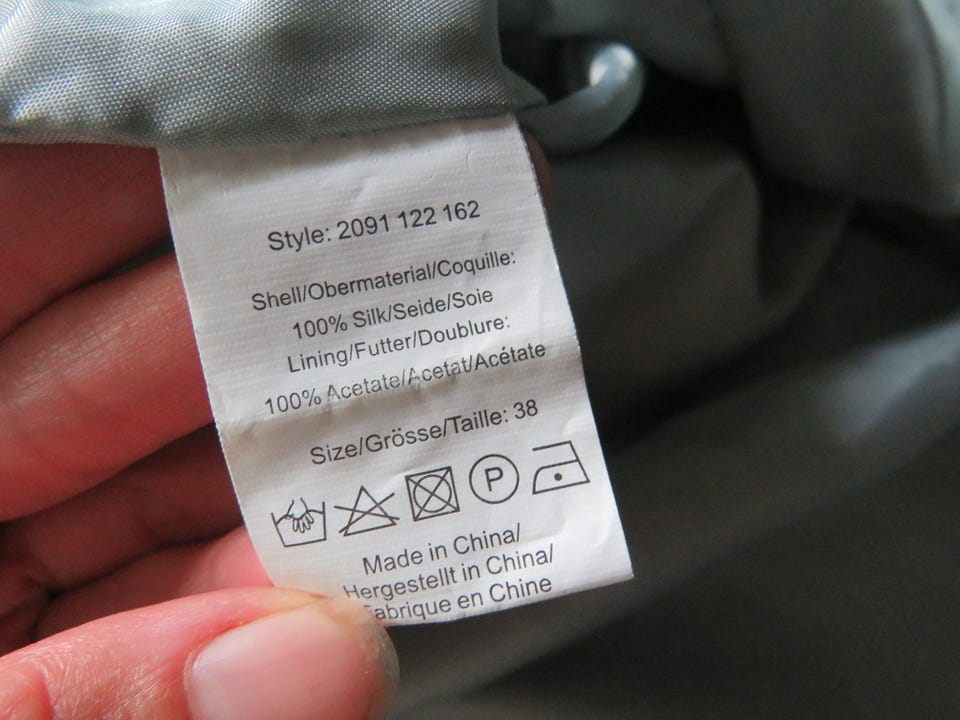 Style: 2091 122 162
Shell/Obermaterial/Coquille:
100% Silk/Seide/Soie
Lining/Futter/Doublure:
100% Acetate/Acetat/Acétate
Size/Grösse/Taille: 38
P
Made in China/
Hergestellt in China/
Fabrique en Chine